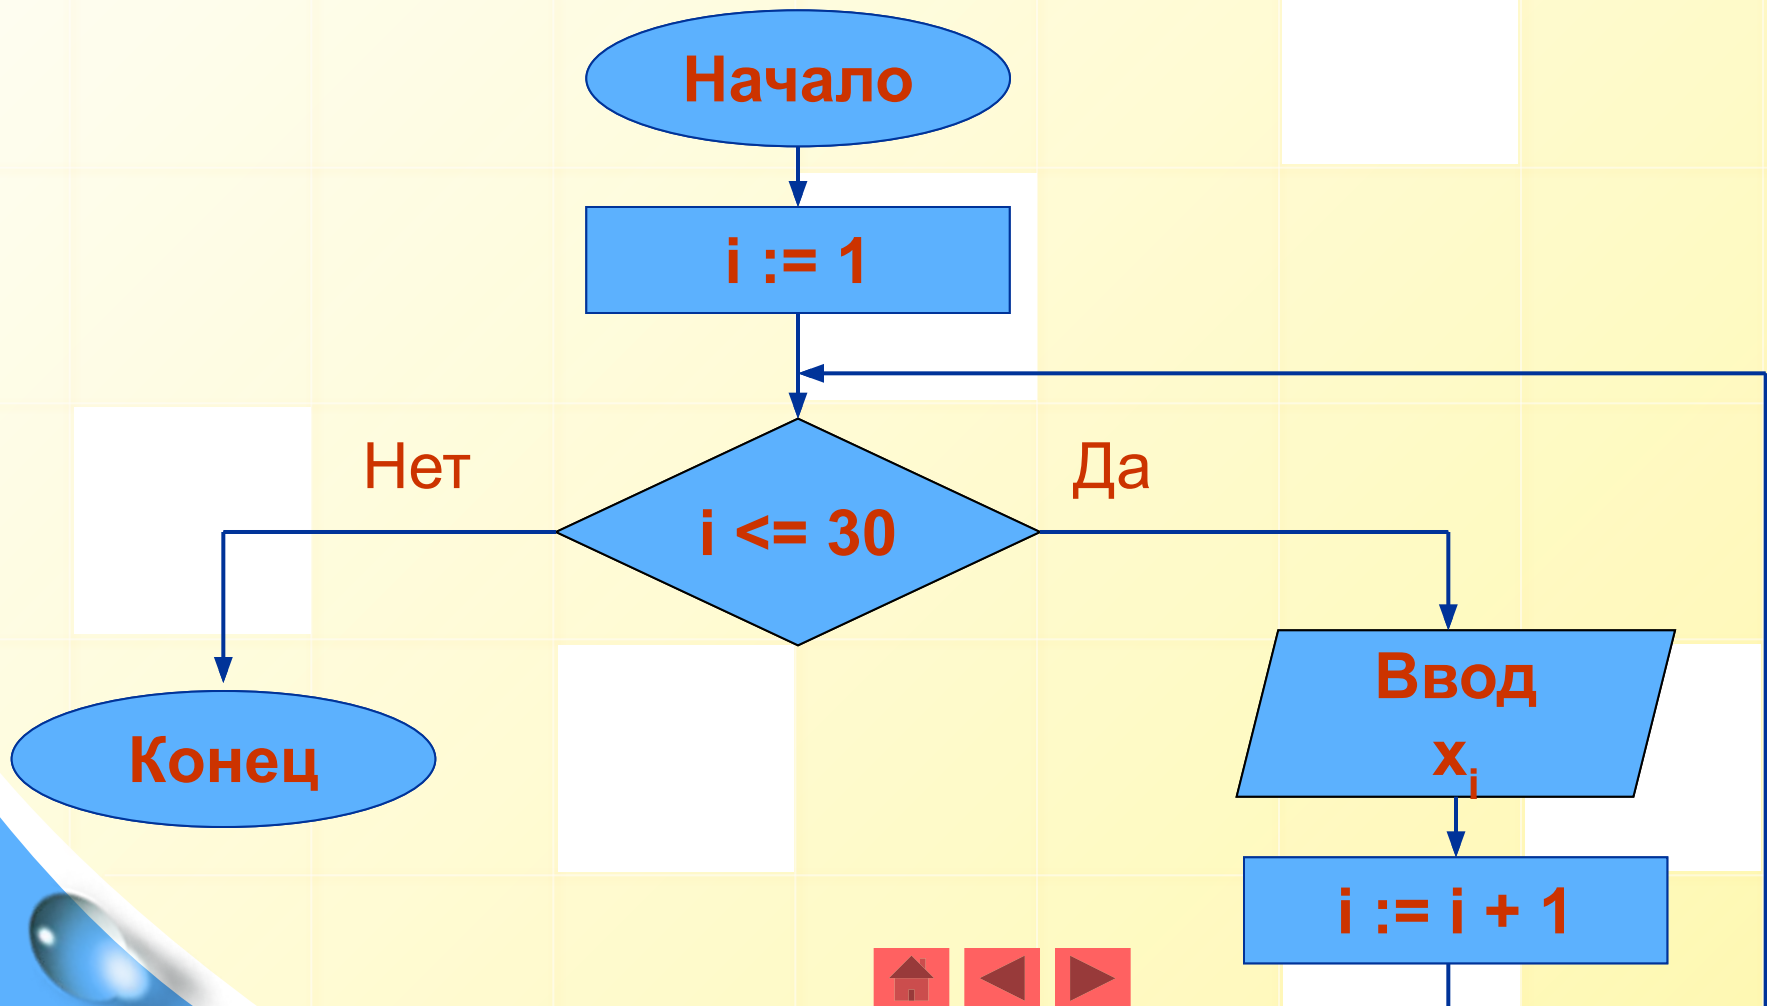 Начало
i := 1
Нет
Да
i <= 30
Ввод
xi
Конец
i := i + 1